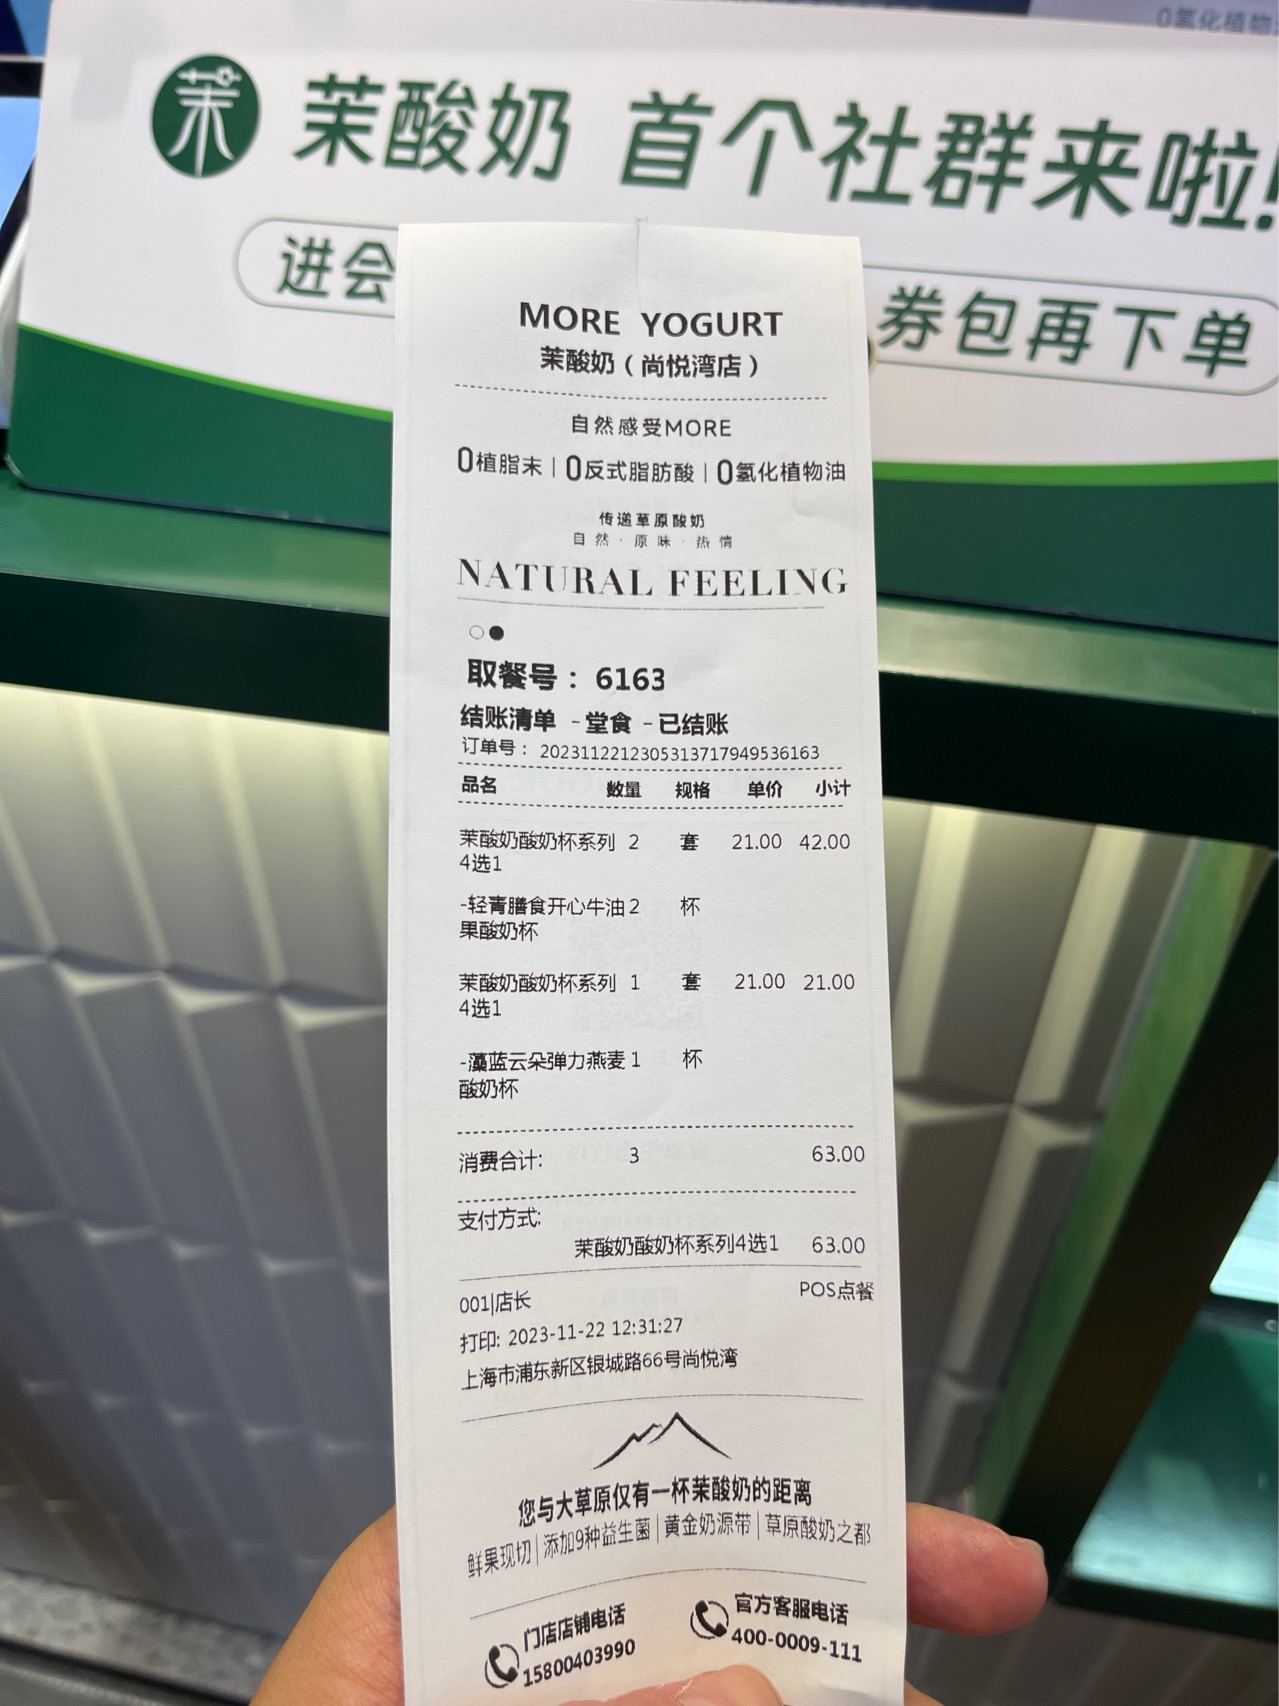 0氢化植物
茉
茉酸奶 首个社群来啦!
进会
券包再下单
MORE YOGURT
茉酸奶（尚悦湾店）
自然感受MORE
0植脂末|0反式脂肪酸|0氢化植物油
传递草原酸奶
自然·原味·热情
NATURAL FEELING
取餐号：6163
结账清单 -堂食 -已结账
订单号：20231122123053137179495361​63
品名 数量 规格 单价 小计
茉酸奶酸奶杯系列 2 套 21.00 42.00
4选1
-轻青膳食开心牛油 2 杯
果酸奶杯
茉酸奶酸奶杯系列 1 套 21.00 21.00
4选1
-藻蓝云朵弹力燕麦 1 杯
酸奶杯
消费合计: 3 63.00
支付方式:
茉酸奶酸奶杯系列4选1 63.00
001|店长 POS点餐
打印: 2023-11-22 12:31:27
上海市浦东新区银城路66号尚悦湾
您与大草原仅有一杯茉酸奶的距离
鲜果现切|添加9种益生菌|黄金奶源带|草原酸奶之都
门店店铺电话
15800403990
官方客服电话
400-0009-111